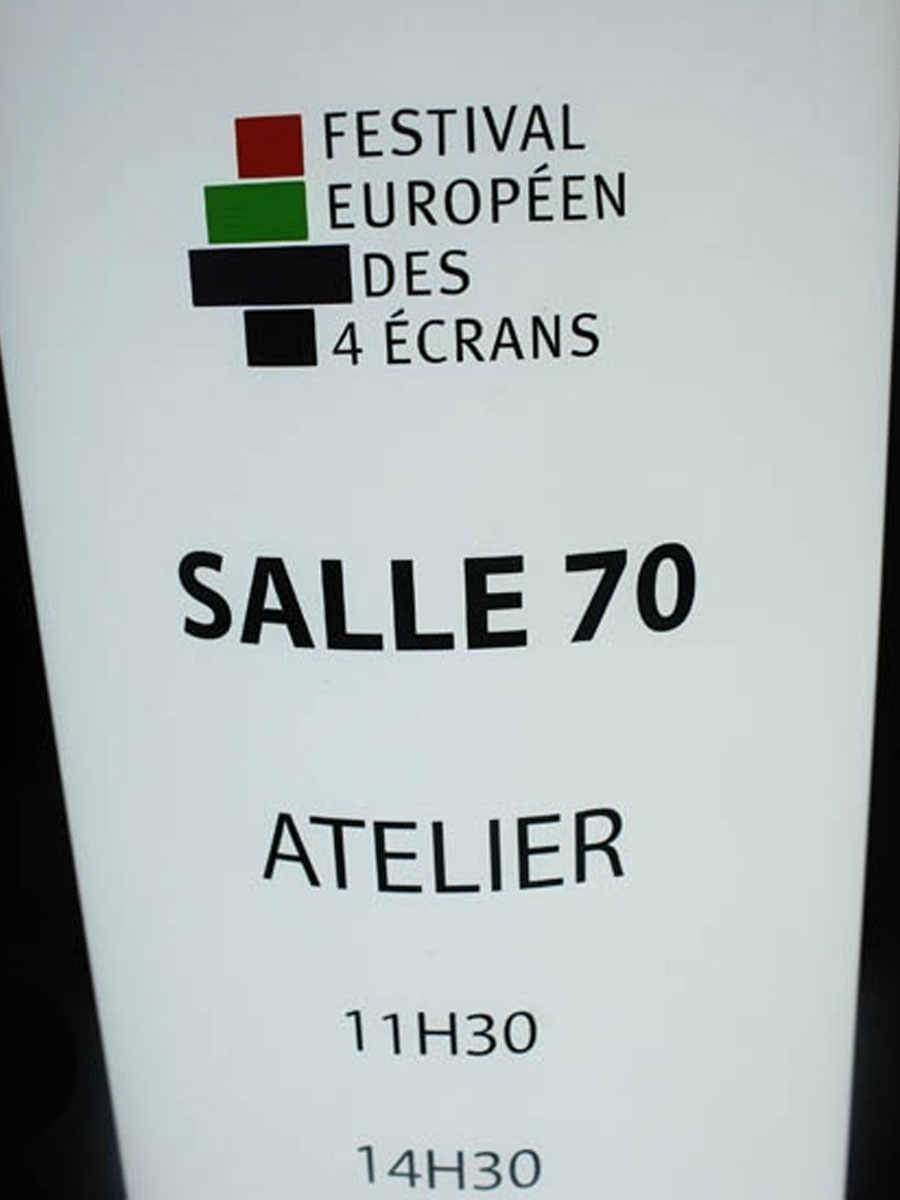 FESTIVAL
EUROPÉEN
DES
4 ÉCRANS
SALLE 70
ATELIER
11H30
14H30